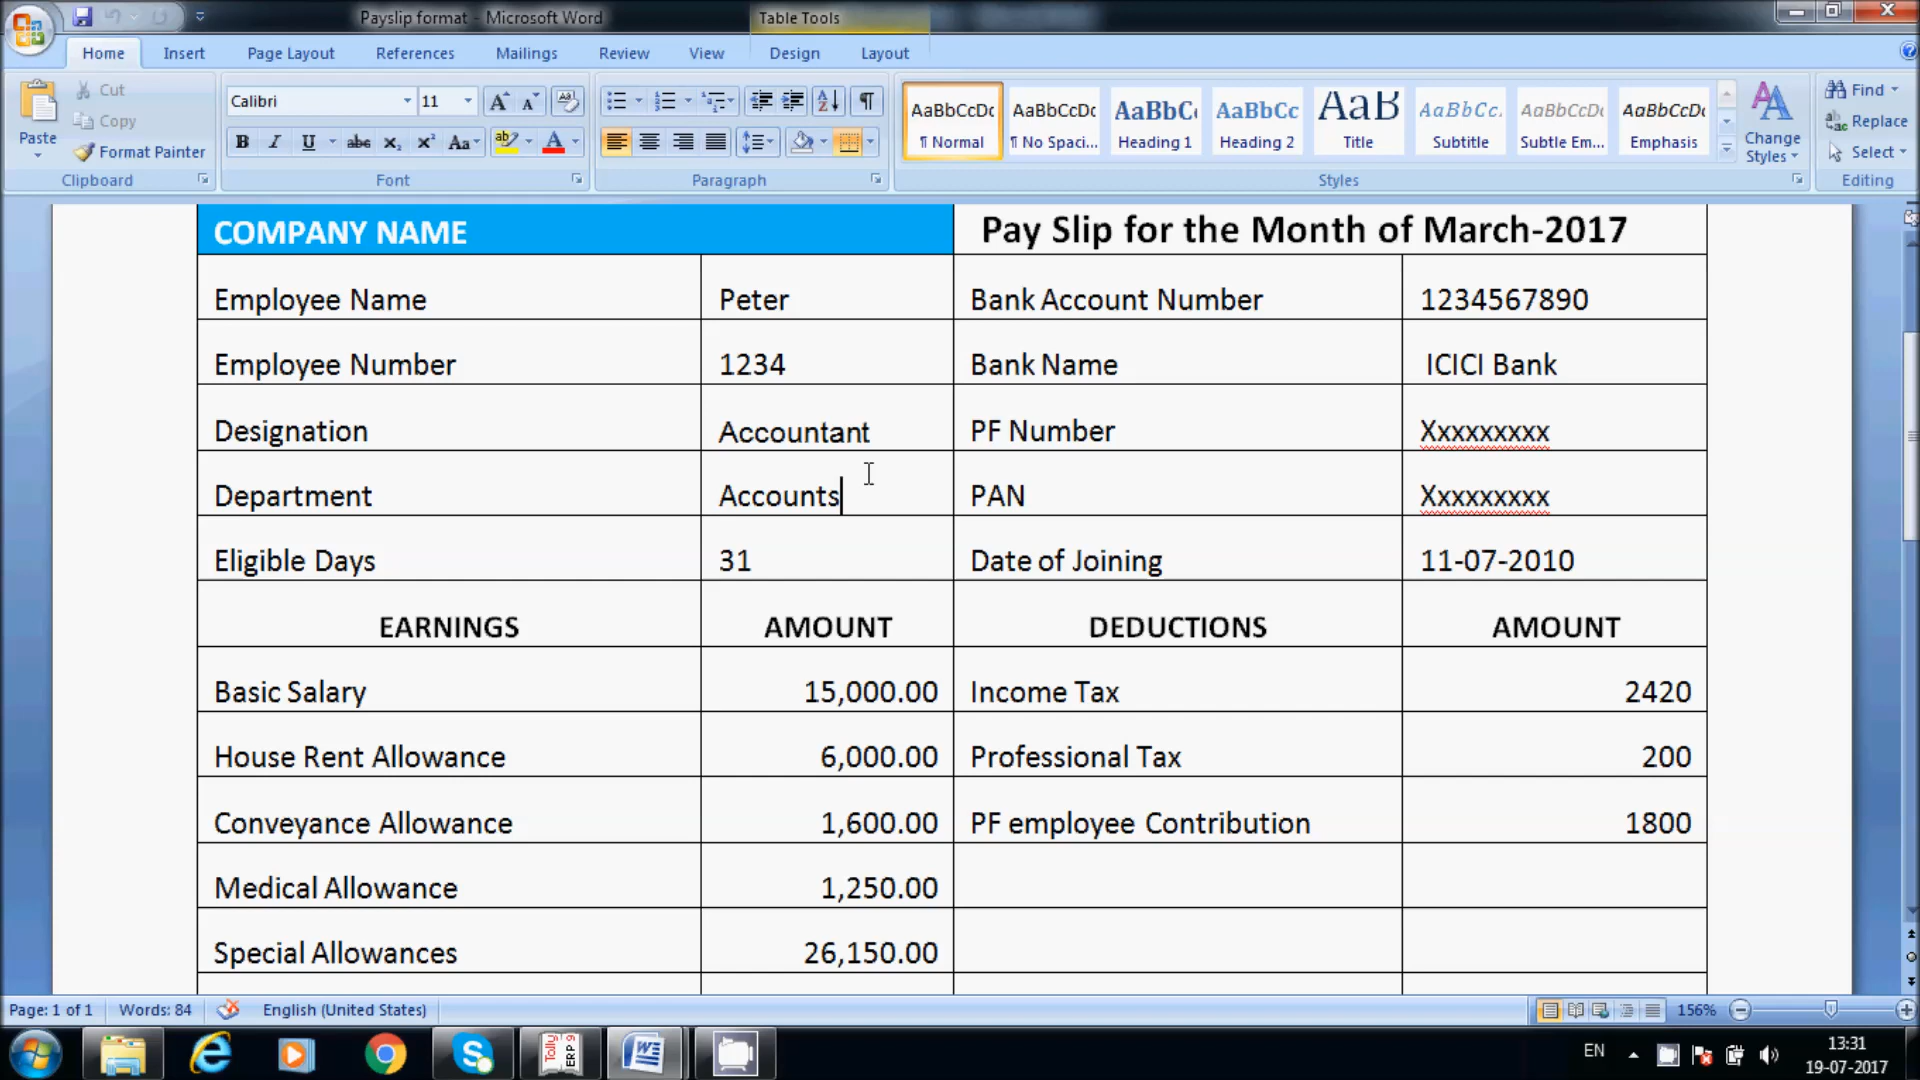 Payslip format - Microsoft Word
Table Tools
Home Insert Page Layout References Mailings Review View Design Layout
Paste
Cut
Copy
Format Painter
Clipboard
Calibri 11
B I U abc X₂ X² Aa
Font
Paragraph
AaBbCcDc AaBbCcDc AaBbC AaBbCc AaB AaBbCc. AaBbCcDc AaBbCcDc
¶ Normal ¶ No Spaci... Heading 1 Heading 2 Title Subtitle Subtle Em... Emphasis
Change Styles
Styles
Find
Replace
Select
Editing
COMPANY NAME Pay Slip for the Month of March-2017
Employee Name Peter Bank Account Number 1234567890
Employee Number 1234 Bank Name ICICI Bank
Designation Accountant PF Number Xxxxxxxxx
Department Accounts PAN Xxxxxxxxx
Eligible Days 31 Date of Joining 11-07-2010
EARNINGS AMOUNT DEDUCTIONS AMOUNT
Basic Salary 15,000.00 Income Tax 2420
House Rent Allowance 6,000.00 Professional Tax 200
Conveyance Allowance 1,600.00 PF employee Contribution 1800
Medical Allowance 1,250.00
Special Allowances 26,150.00
Page: 1 of 1 Words: 84 English (United States) 156%
Tally ERP 9
EN
13:31
19-07-2017